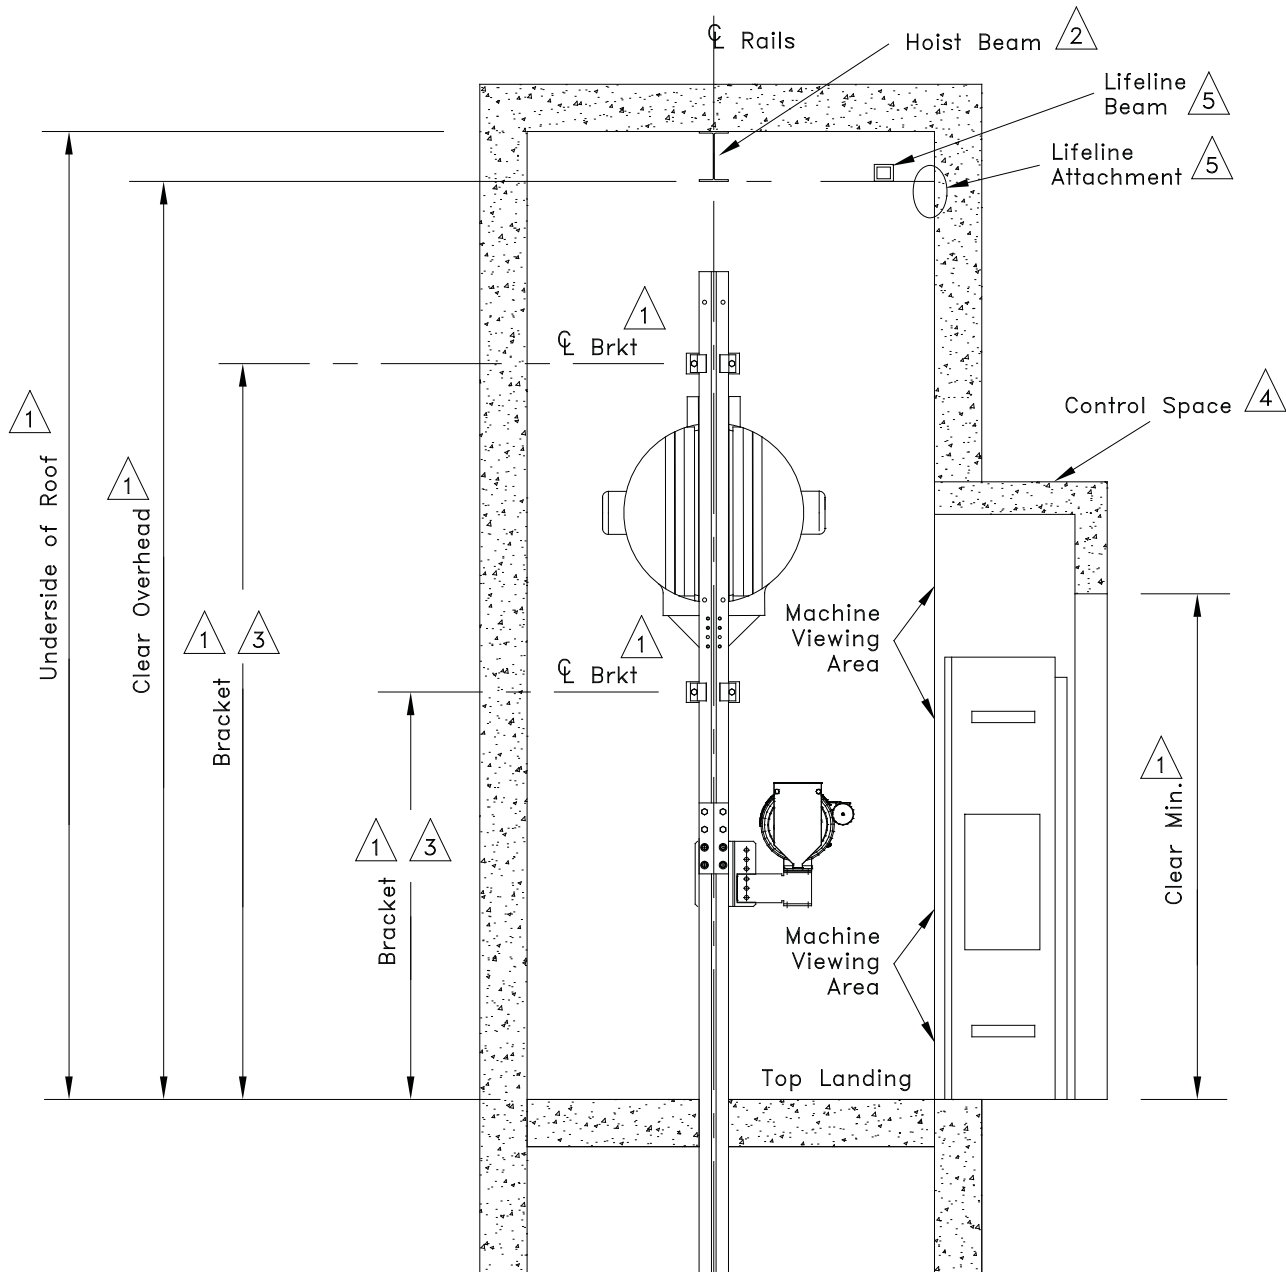 ℄ Rails
Hoist Beam 2
Lifeline
Beam 5
Lifeline
Attachment 5
1
℄ Brkt
Control Space 4
1
Underside of Roof
1
Clear Overhead
1 3
Bracket
1
℄ Brkt
Machine
Viewing
Area
1
Clear Min.
1 3
Bracket
Machine
Viewing
Area
Top Landing